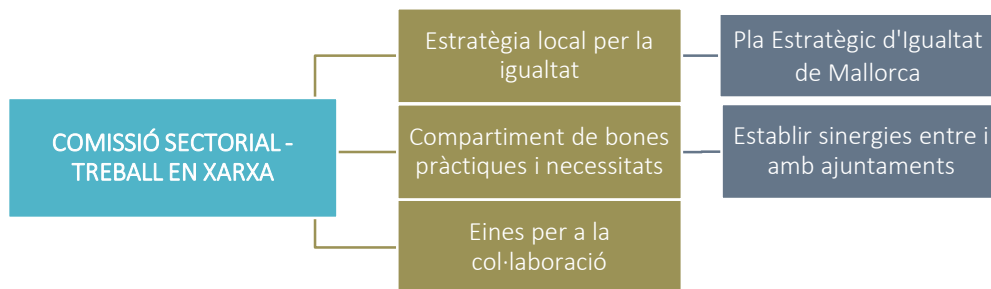 Estratègia local per la
igualtat
Pla Estratègic d'Igualtat
de Mallorca
COMISSIÓ SECTORIAL -
TREBALL EN XARXA
Compartiment de bones
pràctiques i necessitats
Establir sinergies entre i
amb ajuntaments
Eines per a la
col·laboració